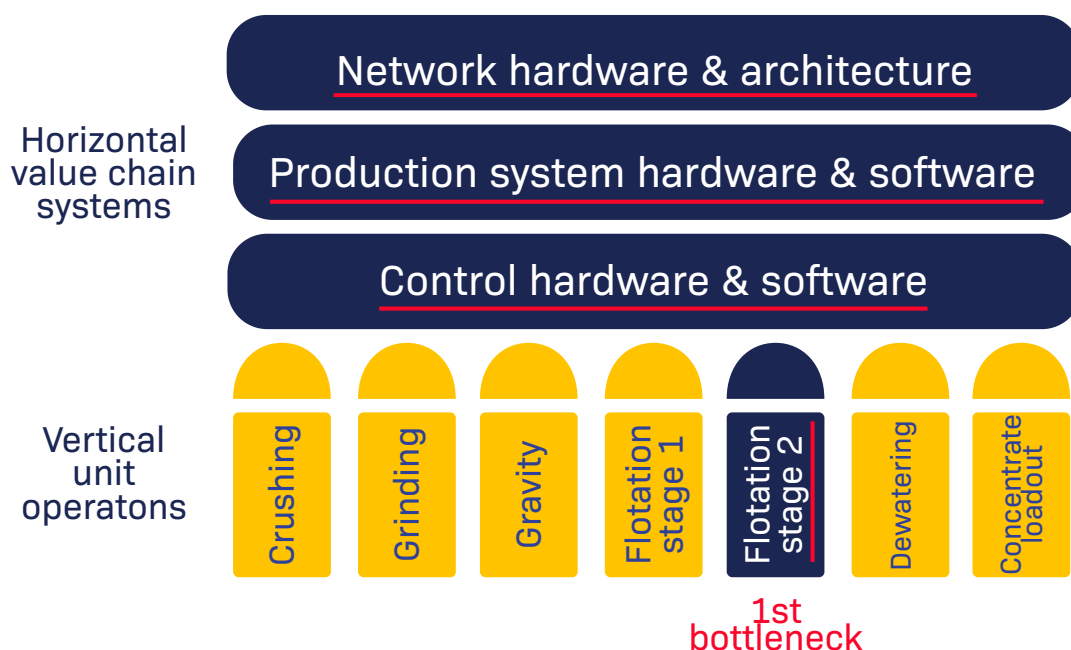 Network hardware & architecture
Horizontal
value chain
systems
Production system hardware & software
Control hardware & software
Vertical
unit
operatons
Crushing
Grinding
Gravity
Flotation
stage 1
Flotation
stage 2
Dewatering
Concentrate
loadout
1st
bottleneck